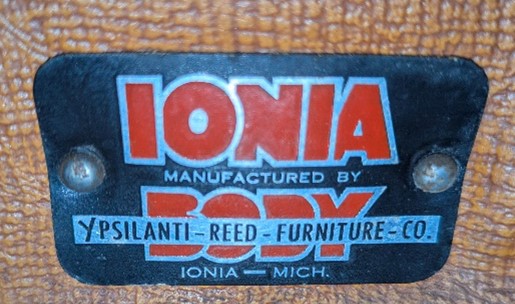 IONIA
MANUFACTURED BY
BODY
YPSILANTI-REED-FURNITURE-CO.
IONIA — MICH.